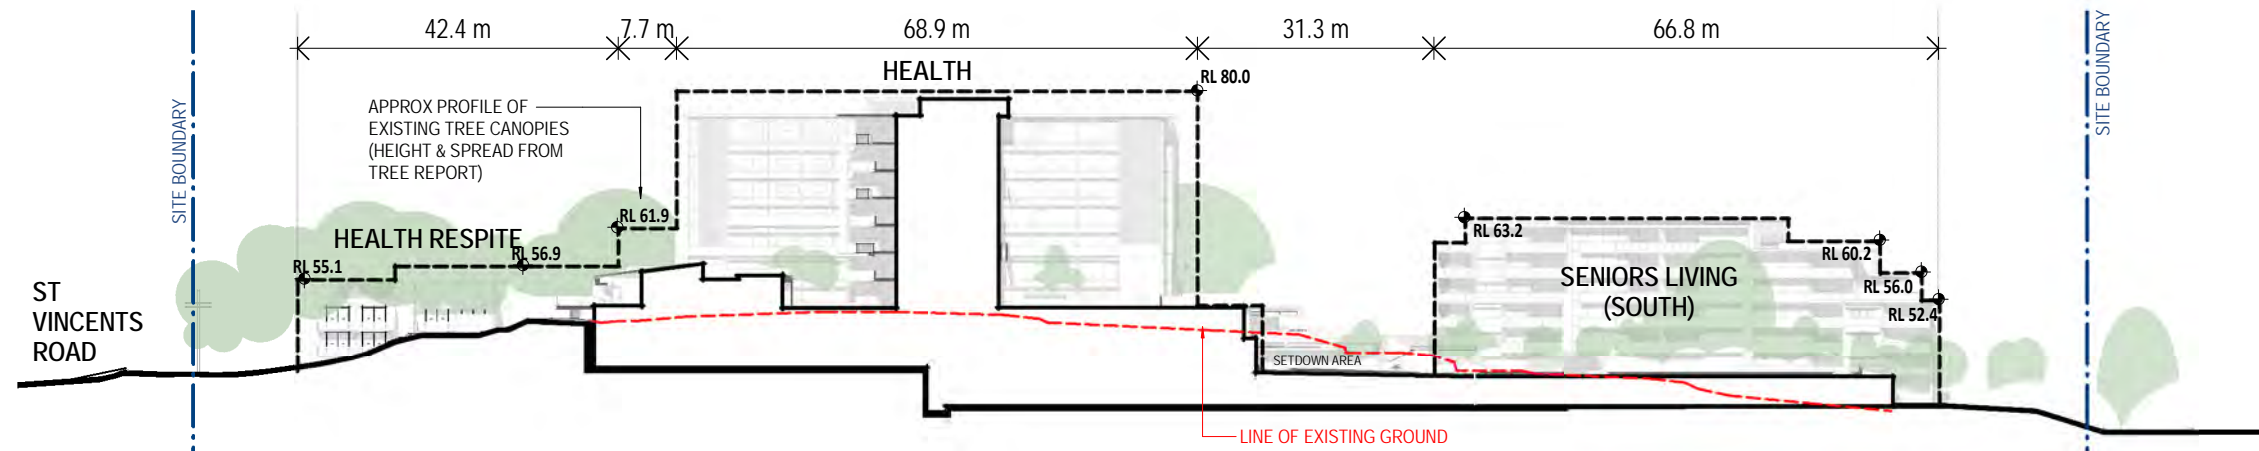 42.4 m
7.7 m
68.9 m
31.3 m
66.8 m
SITE BOUNDARY
SITE BOUNDARY
HEALTH
RL 80.0
APPROX PROFILE OF
EXISTING TREE CANOPIES
(HEIGHT & SPREAD FROM
TREE REPORT)
RL 61.9
HEALTH RESPITE
RL 56.9
RL 55.1
RL 63.2
RL 60.2
SENIORS LIVING
(SOUTH)
RL 56.0
RL 52.4
ST
VINCENTS
ROAD
SETDOWN AREA
LINE OF EXISTING GROUND